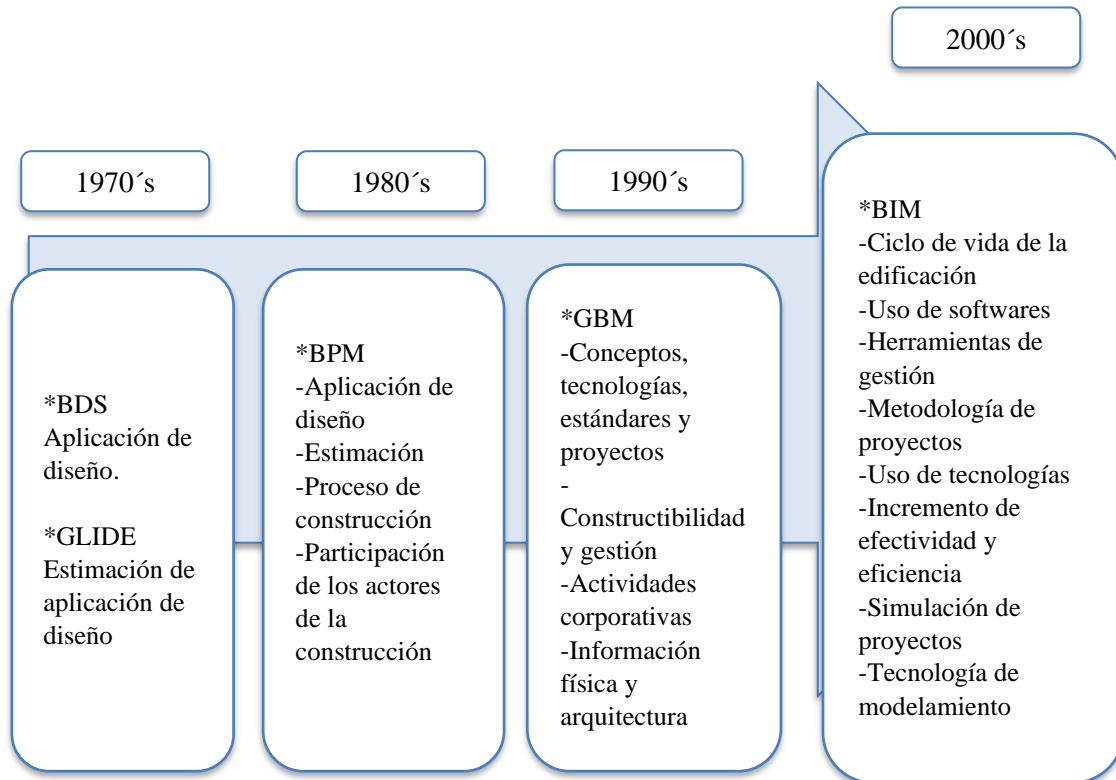 1970´s
*BDS
Aplicación de
diseño.
*GLIDE
Estimación de
aplicación de
diseño
1980´s
*BPM
-Aplicación de
diseño
-Estimación
-Proceso de
construcción
-Participación
de los actores
de la
construcción
1990´s
*GBM
-Conceptos,
tecnologías,
estándares y
proyectos
-
Constructibilidad
y gestión
-Actividades
corporativas
-Información
física y
arquitectura
2000´s
*BIM
-Ciclo de vida de la
edificación
-Uso de softwares
-Herramientas de
gestión
-Metodología de
proyectos
-Uso de tecnologías
-Incremento de
efectividad y
eficiencia
-Simulación de
proyectos
-Tecnología de
modelamiento